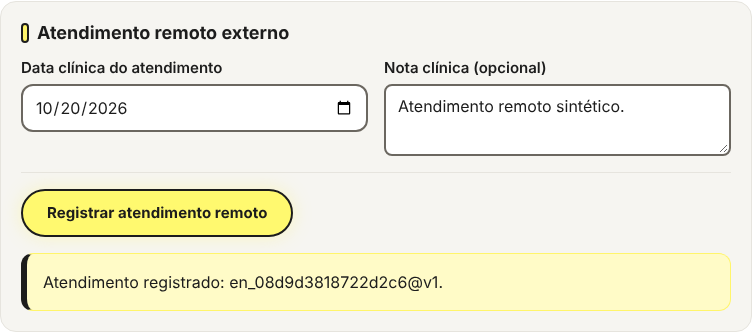 Atendimento remoto externo
Data clínica do atendimento
10/20/2026
Nota clínica (opcional)
Atendimento remoto sintético.
Registrar atendimento remoto
Atendimento registrado: en_08d9d3818722d2c6@v1.